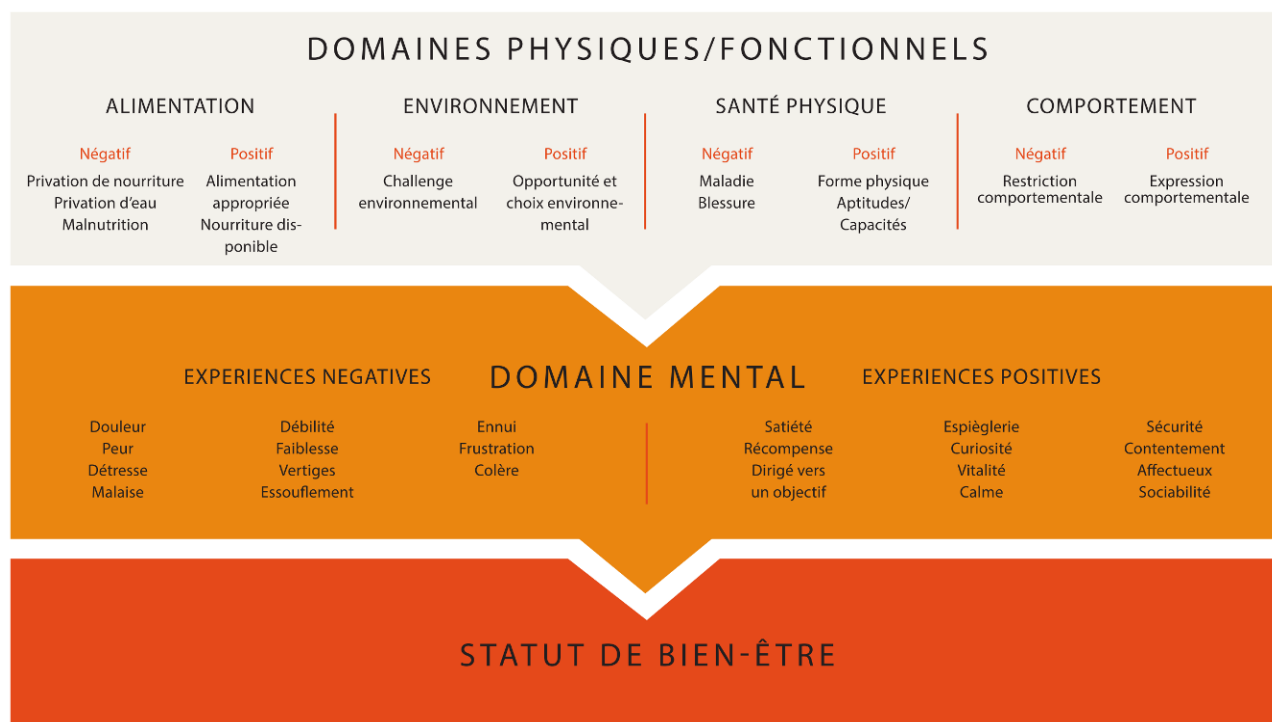 DOMAINES PHYSIQUES/FONCTIONNELS
ALIMENTATION
Négatif
Privation de nourriture
Privation d'eau
Malnutrition
Positif
Alimentation
appropriée
Nourriture dis-
ponible
ENVIRONNEMENT
Négatif
Challenge
environnemental
Positif
Opportunité et
choix environne-
mental
SANTÉ PHYSIQUE
Négatif
Maladie
Blessure
Positif
Forme physique
Aptitudes/
Capacités
COMPORTEMENT
Négatif
Restriction
comportementale
Positif
Expression
comportementale
DOMAINE MENTAL
EXPERIENCES NEGATIVES
Douleur
Peur
Détresse
Malaise
Débilité
Faiblesse
Vertiges
Essouflement
Ennui
Frustration
Colère
EXPERIENCES POSITIVES
Satiété
Récompense
Dirigé vers
un objectif
Espièglerie
Curiosité
Vitalité
Calme
Sécurité
Contentement
Affectueux
Sociabilité
STATUT DE BIEN-ÊTRE